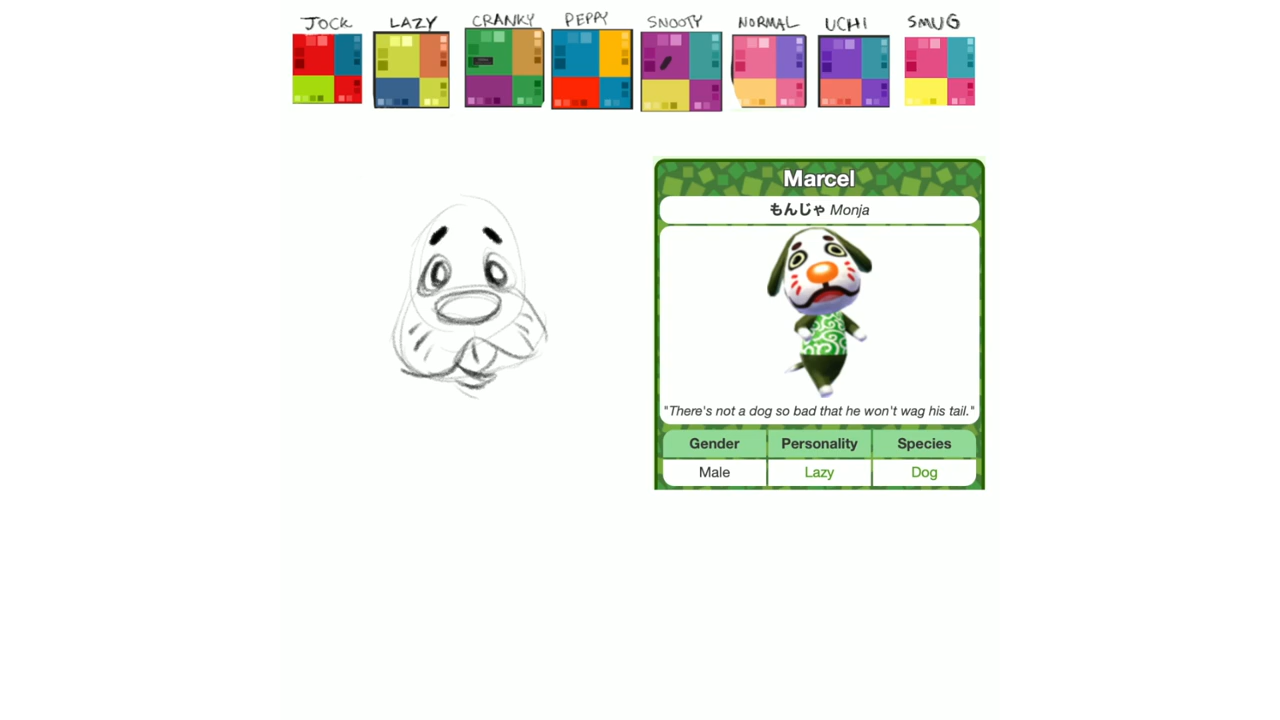 JOCK LAZY CRANKY PEPPY SNOOTY NORMAL UCHI SMUG
Marcel
もんじゃ Monja
"There's not a dog so bad that he won't wag his tail."
Gender Personality Species
Male Lazy Dog